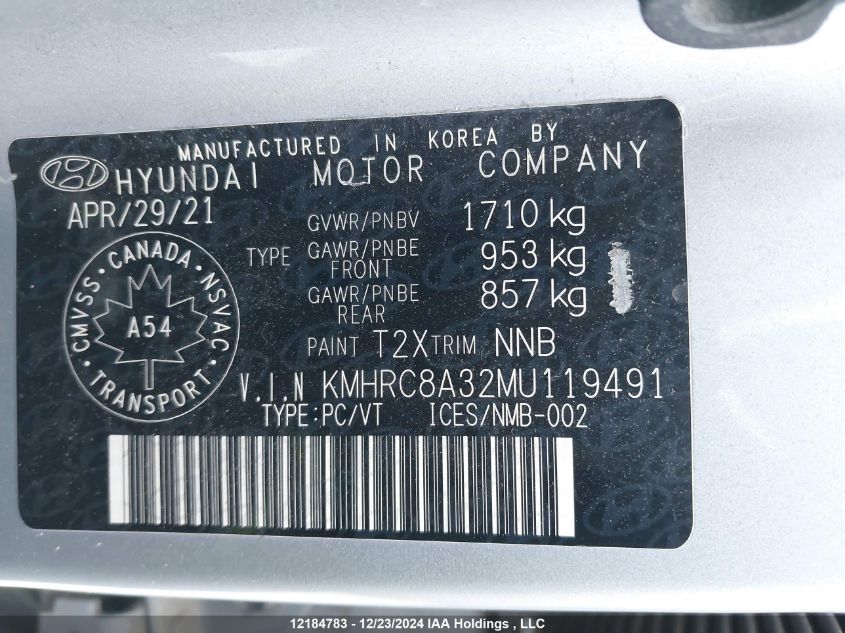 MANUFACTURED IN KOREA BY
HYUNDAI MOTOR COMPANY
APR/29/21
GVWR/PNBV 1710 kg
TYPE GAWR/PNBE FRONT 953 kg
GAWR/PNBE REAR 857 kg
CMVSS · CANADA · NSVAC
A54
TRANSPORT
PAINT T2X TRIM NNB
V.I.N KMHRC8A32MU119491
TYPE:PC/VT ICES/NMB-002
12184783 - 12/23/2024 IAA Holdings , LLC